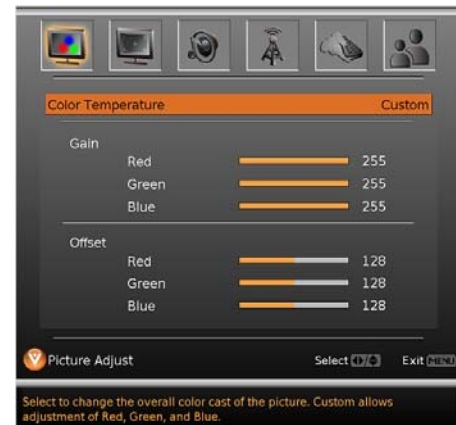 Color Temperature Custom
Gain
Red 255
Green 255
Blue 255
Offset
Red 128
Green 128
Blue 128
Picture Adjust Select Exit MENU
Select to change the overall color cast of the picture. Custom allows
adjustment of Red, Green, and Blue.